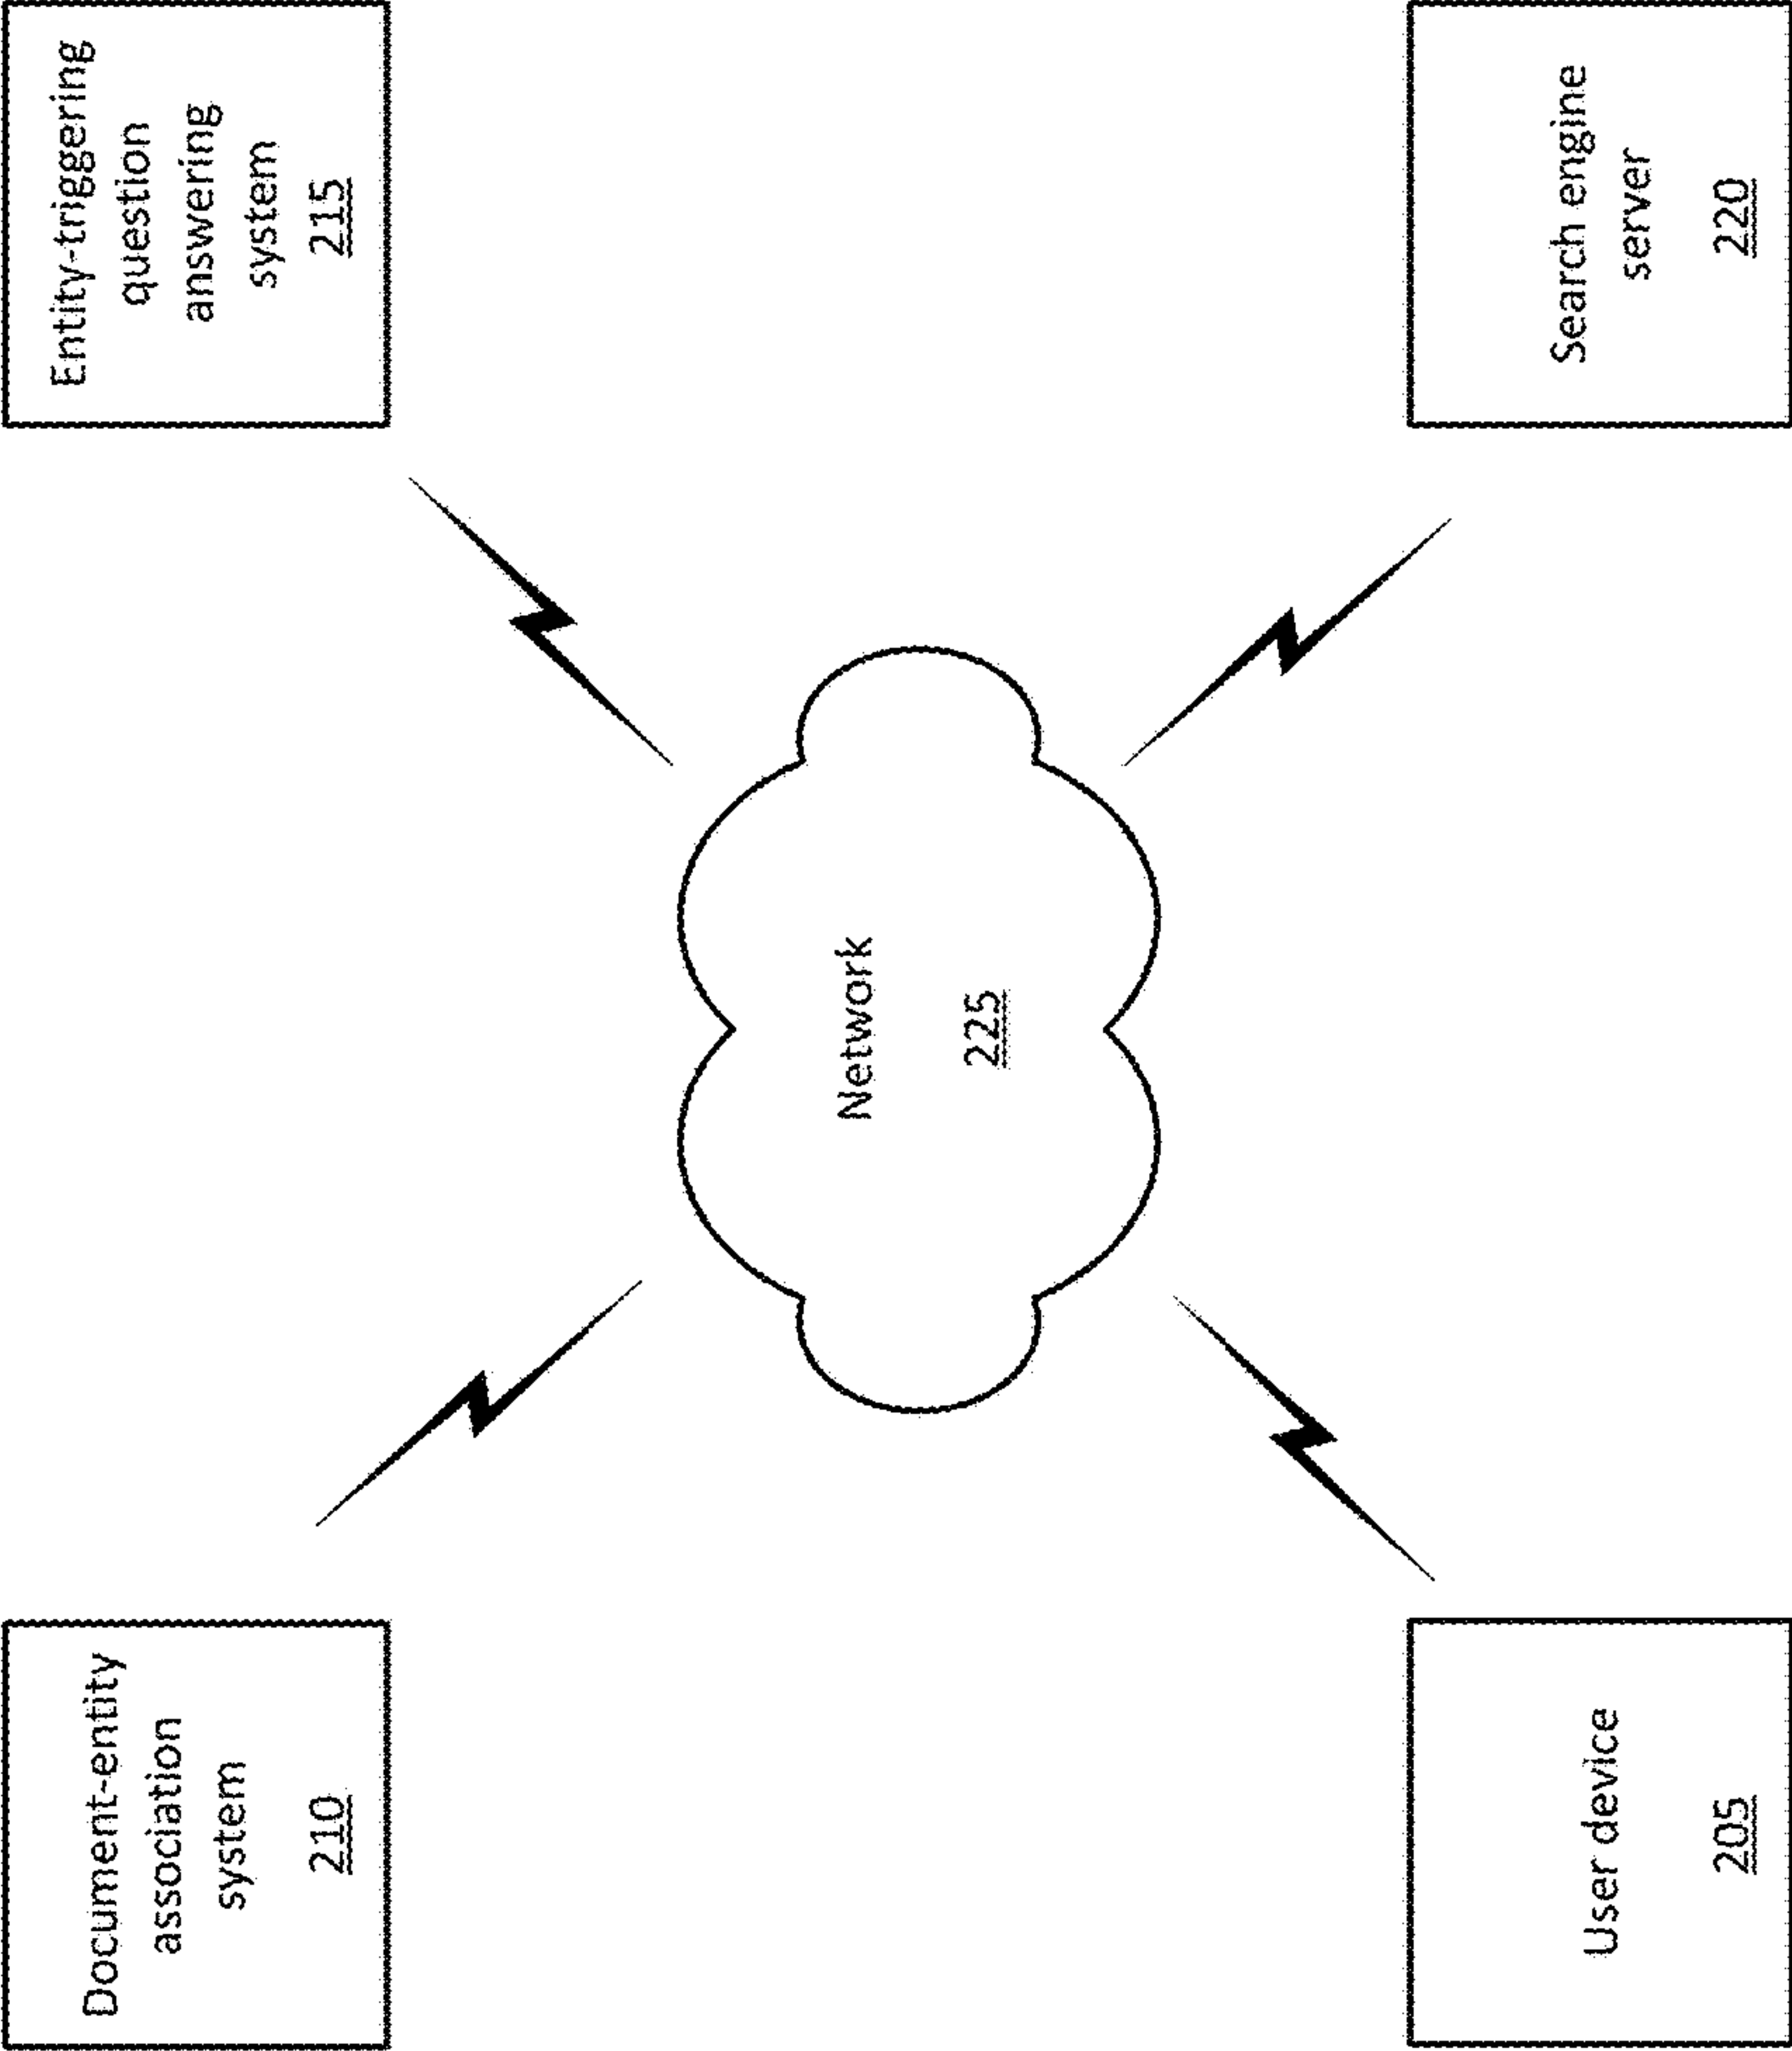 Document-entity
association
system
210
Entity-triggering
question
answering
system
215
Network
225
User device
205
Search engine
server
220